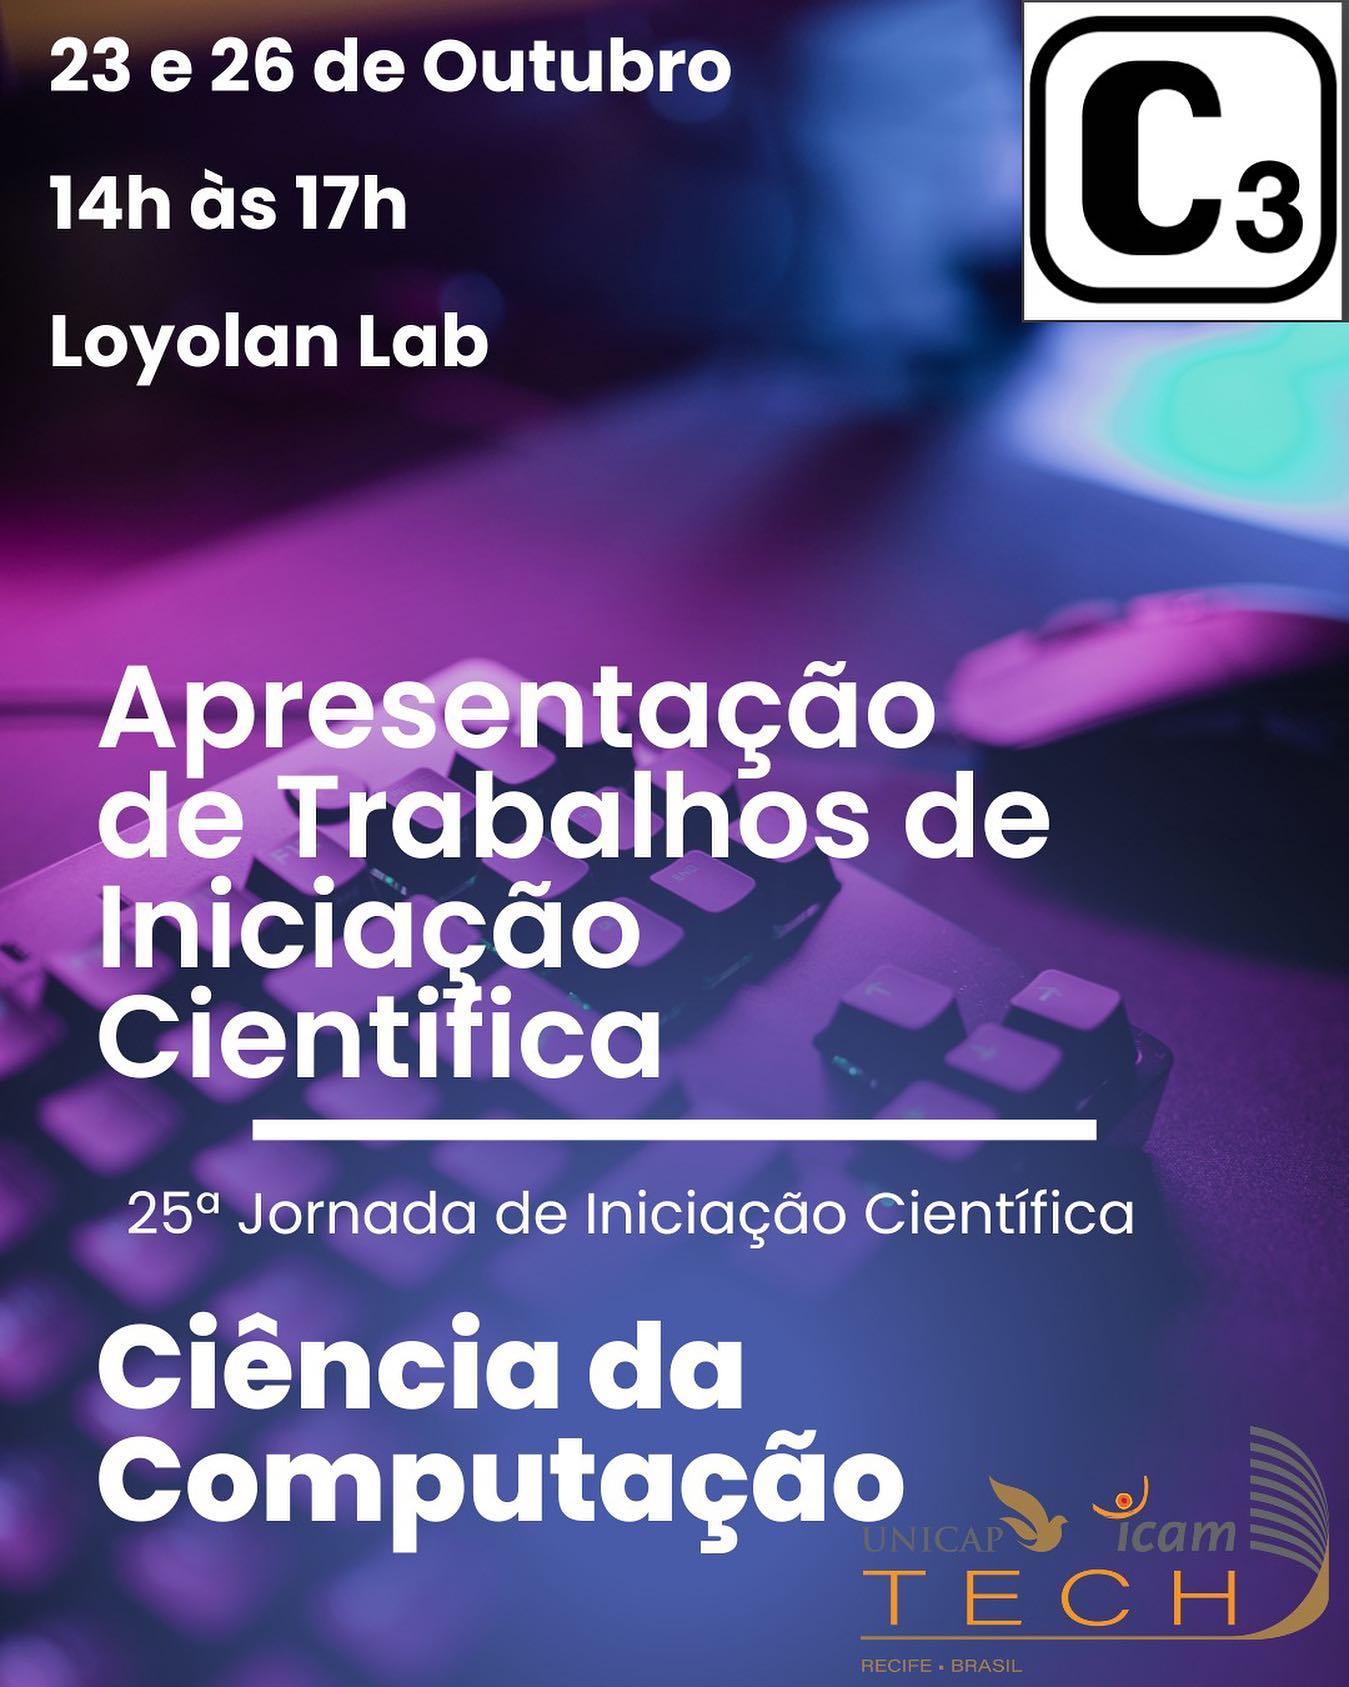 23 e 26 de Outubro
14h às 17h
Loyolan Lab
C3
Apresentação
de Trabalhos de
Iniciação
Cientifica
25ª Jornada de Iniciação Científica
Ciência da
Computação
UNICAP icam
TECH
RECIFE • BRASIL